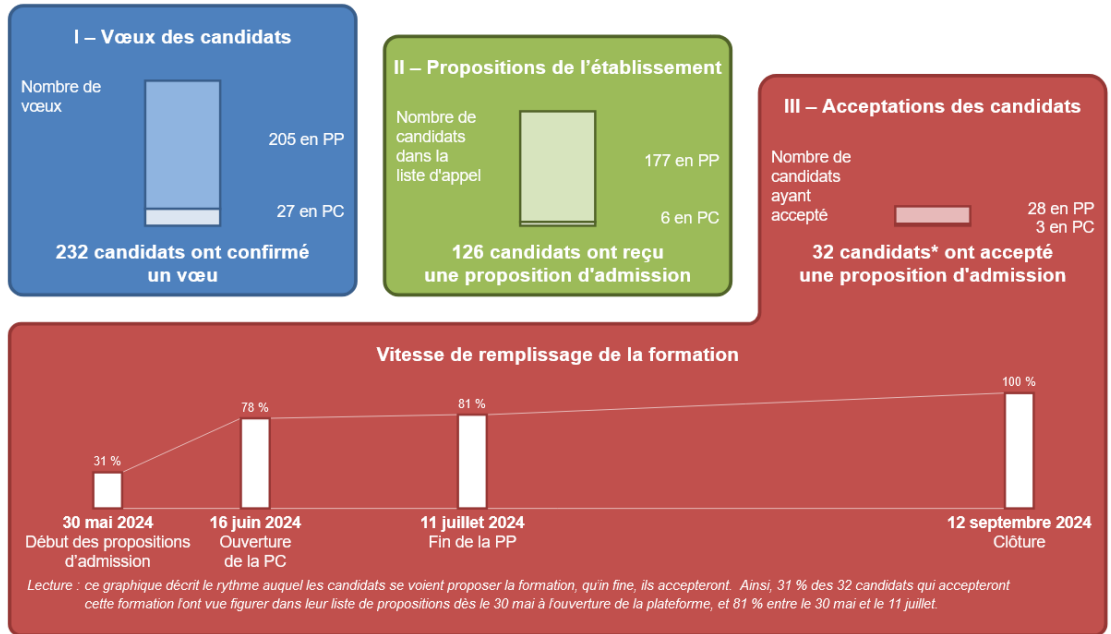 I – Vœux des candidats
Nombre de
vœux
205 en PP
27 en PC
232 candidats ont confirmé
un vœu
II – Propositions de l'établissement
Nombre de
candidats
dans la
liste d'appel
177 en PP
6 en PC
126 candidats ont reçu
une proposition d'admission
III – Acceptations des candidats
Nombre de
candidats
ayant
accepté
28 en PP
3 en PC
32 candidats* ont accepté
une proposition d'admission
Vitesse de remplissage de la formation
31 %
78 %
81 %
100 %
30 mai 2024
Début des propositions
d'admission
16 juin 2024
Ouverture
de la PC
11 juillet 2024
Fin de la PP
12 septembre 2024
Clôture
Lecture : ce graphique décrit le rythme auquel les candidats se voient proposer la formation, qu'in fine, ils accepteront. Ainsi, 31 % des 32 candidats qui accepteront
cette formation l'ont vue figurer dans leur liste de propositions dès le 30 mai à l'ouverture de la plateforme, et 81 % entre le 30 mai et le 11 juillet.